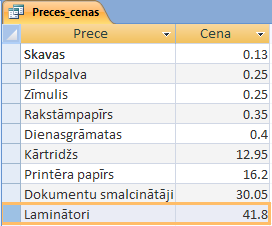 Preces_cenas
Prece Cena
Skavas 0.13
Pildspalva 0.25
Zīmulis 0.25
Rakstāmpapīrs 0.35
Dienasgrāmatas 0.4
Kārtridžs 12.95
Printēra papīrs 16.2
Dokumentu smalcinātāji 30.05
Laminātori 41.8